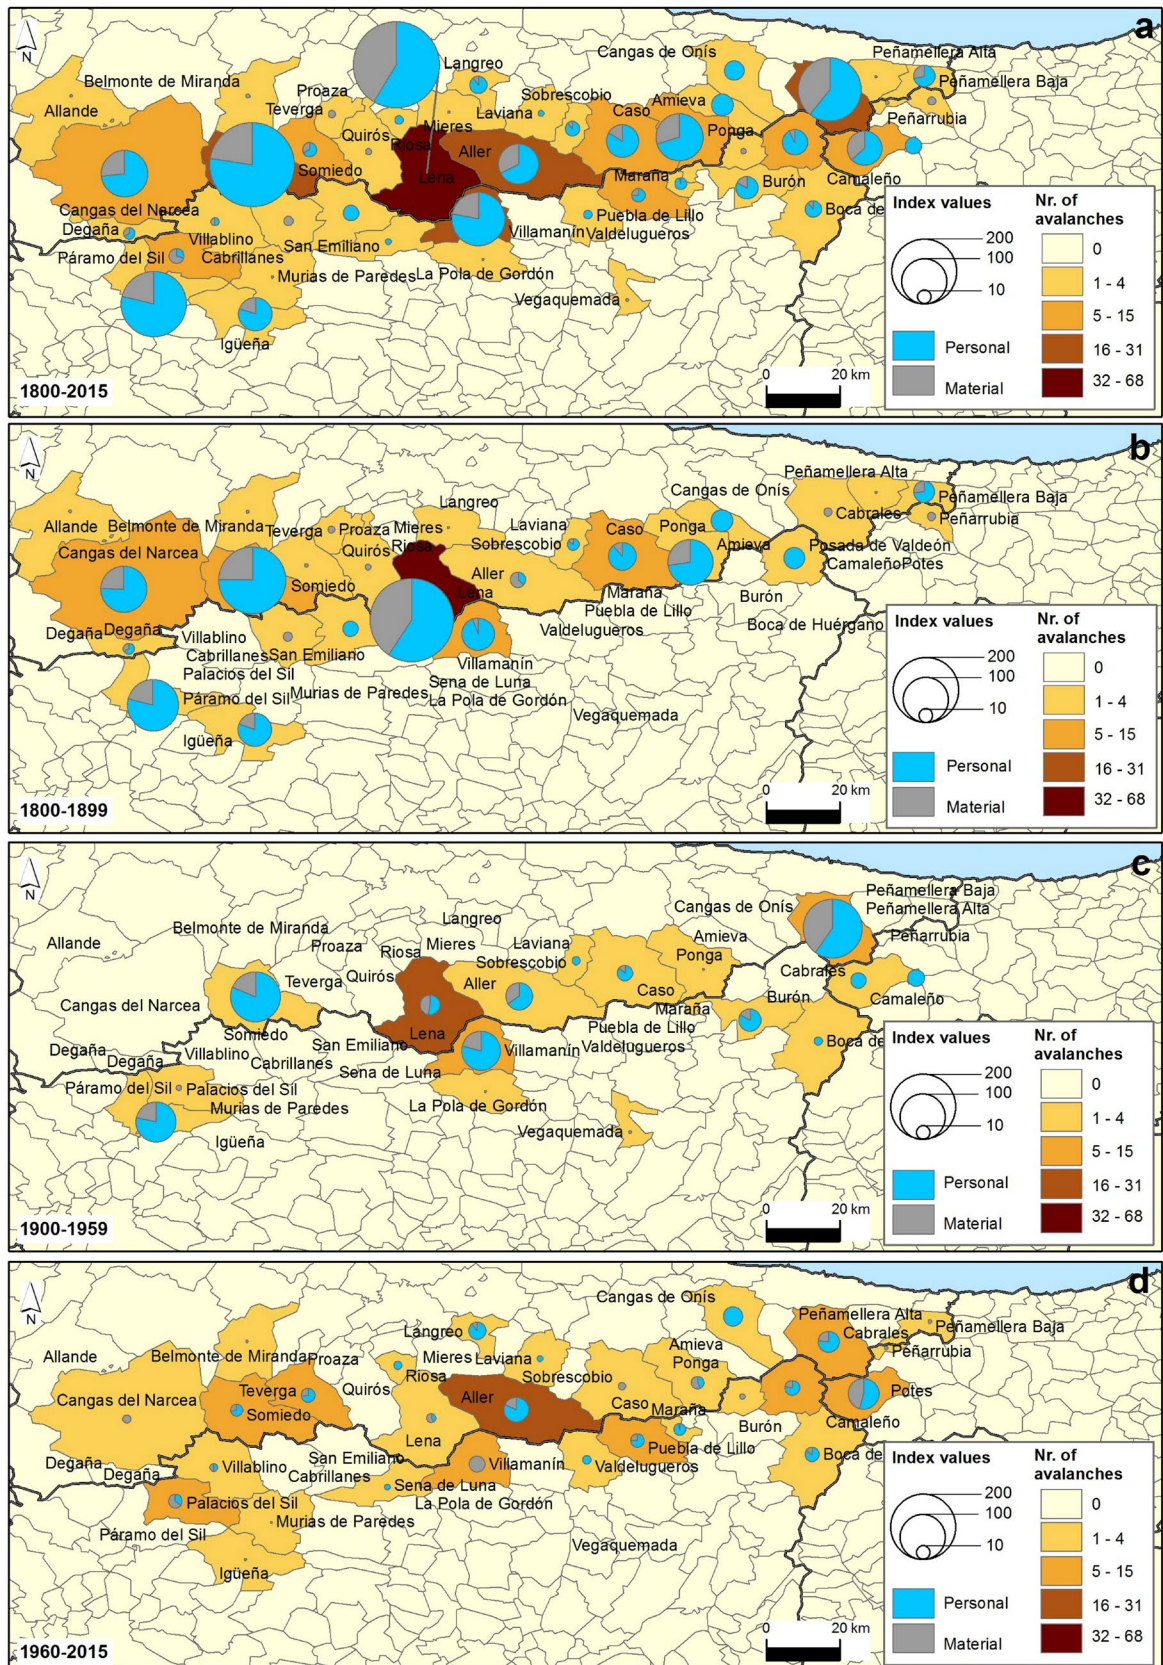 a
N
Cangas de Onís
Peñamellera Alta
Belmonte de Miranda
Langreo
Peñamellera Baja
Allande
Proaza
Sobrescobio
Teverga
Laviana
Caso
Amieva
Peñarrubia
Quirós
Mieres
Riosa
Aller
Ponga
Somiedo
Lena
Maraña
Camaleño
Burón
Cangas del Narcea
Degaña
Villablino
San Emiliano
Villamanín
Puebla de Lillo
Valdelugueros
Boca de
Páramo del Sil
Cabrillanes
Murias de Paredes
La Pola de Gordón
Vegaquemada
Igüeña
1800-2015
0 20 km
Index values
200
100
10
Personal
Material
Nr. of
avalanches
0
1 - 4
5 - 15
16 - 31
32 - 68
b
N
Peñamellera Alta
Cangas de Onís
Peñamellera Baja
Langreo
Cabrales
Peñarrubia
Allande
Belmonte de Miranda
Teverga
Proaza
Mieres
Laviana
Caso
Ponga
Cangas del Narcea
Quirós
Riosa
Sobrescobio
Amieva
Posada de Valdeón
Camaleño
Potes
Somiedo
Aller
Lena
Maraña
Burón
Puebla de Lillo
Degaña
Degaña
Villablino
Valdelugueros
Boca de Huérgano
Cabrillanes
San Emiliano
Villamanín
Palacios del Sil
Sena de Luna
Páramo del Sil
Murias de Paredes
La Pola de Gordón
Vegaquemada
Igüeña
1800-1899
0 20 km
Index values
200
100
10
Personal
Material
Nr. of
avalanches
0
1 - 4
5 - 15
16 - 31
32 - 68
c
N
Peñamellera Baja
Cangas de Onís
Peñamellera Alta
Langreo
Belmonte de Miranda
Peñarrubia
Allande
Proaza
Riosa
Mieres
Laviana
Amieva
Sobrescobio
Ponga
Teverga
Quirós
Aller
Caso
Cabrales
Camaleño
Cangas del Narcea
Burón
Maraña
Somiedo
Lena
Puebla de Lillo
Degaña
Degaña
Villablino
San Emiliano
Villamanín
Valdelugueros
Boca de
Cabrillanes
Sena de Luna
Páramo del Sil
Palacios del Sil
Murias de Paredes
La Pola de Gordón
Vegaquemada
Igüeña
1900-1959
0 20 km
Index values
200
100
10
Personal
Material
Nr. of
avalanches
0
1 - 4
5 - 15
16 - 31
32 - 68
d
N
Cangas de Onís
Peñamellera Alta
Peñamellera Baja
Langreo
Cabrales
Amieva
Peñarrubia
Allande
Belmonte de Miranda
Proaza
Mieres
Laviana
Ponga
Riosa
Sobrescobio
Quirós
Teverga
Aller
Potes
Cangas del Narcea
Somiedo
Caso
Maraña
Burón
Camaleño
Lena
Puebla de Lillo
Boca de
Degaña
Degaña
Villablino
San Emiliano
Villamanín
Valdelugueros
Cabrillanes
Sena de Luna
Palacios del Sil
La Pola de Gordón
Páramo del Sil
Murias de Paredes
Vegaquemada
Igüeña
1960-2015
0 20 km
Index values
200
100
10
Personal
Material
Nr. of
avalanches
0
1 - 4
5 - 15
16 - 31
32 - 68